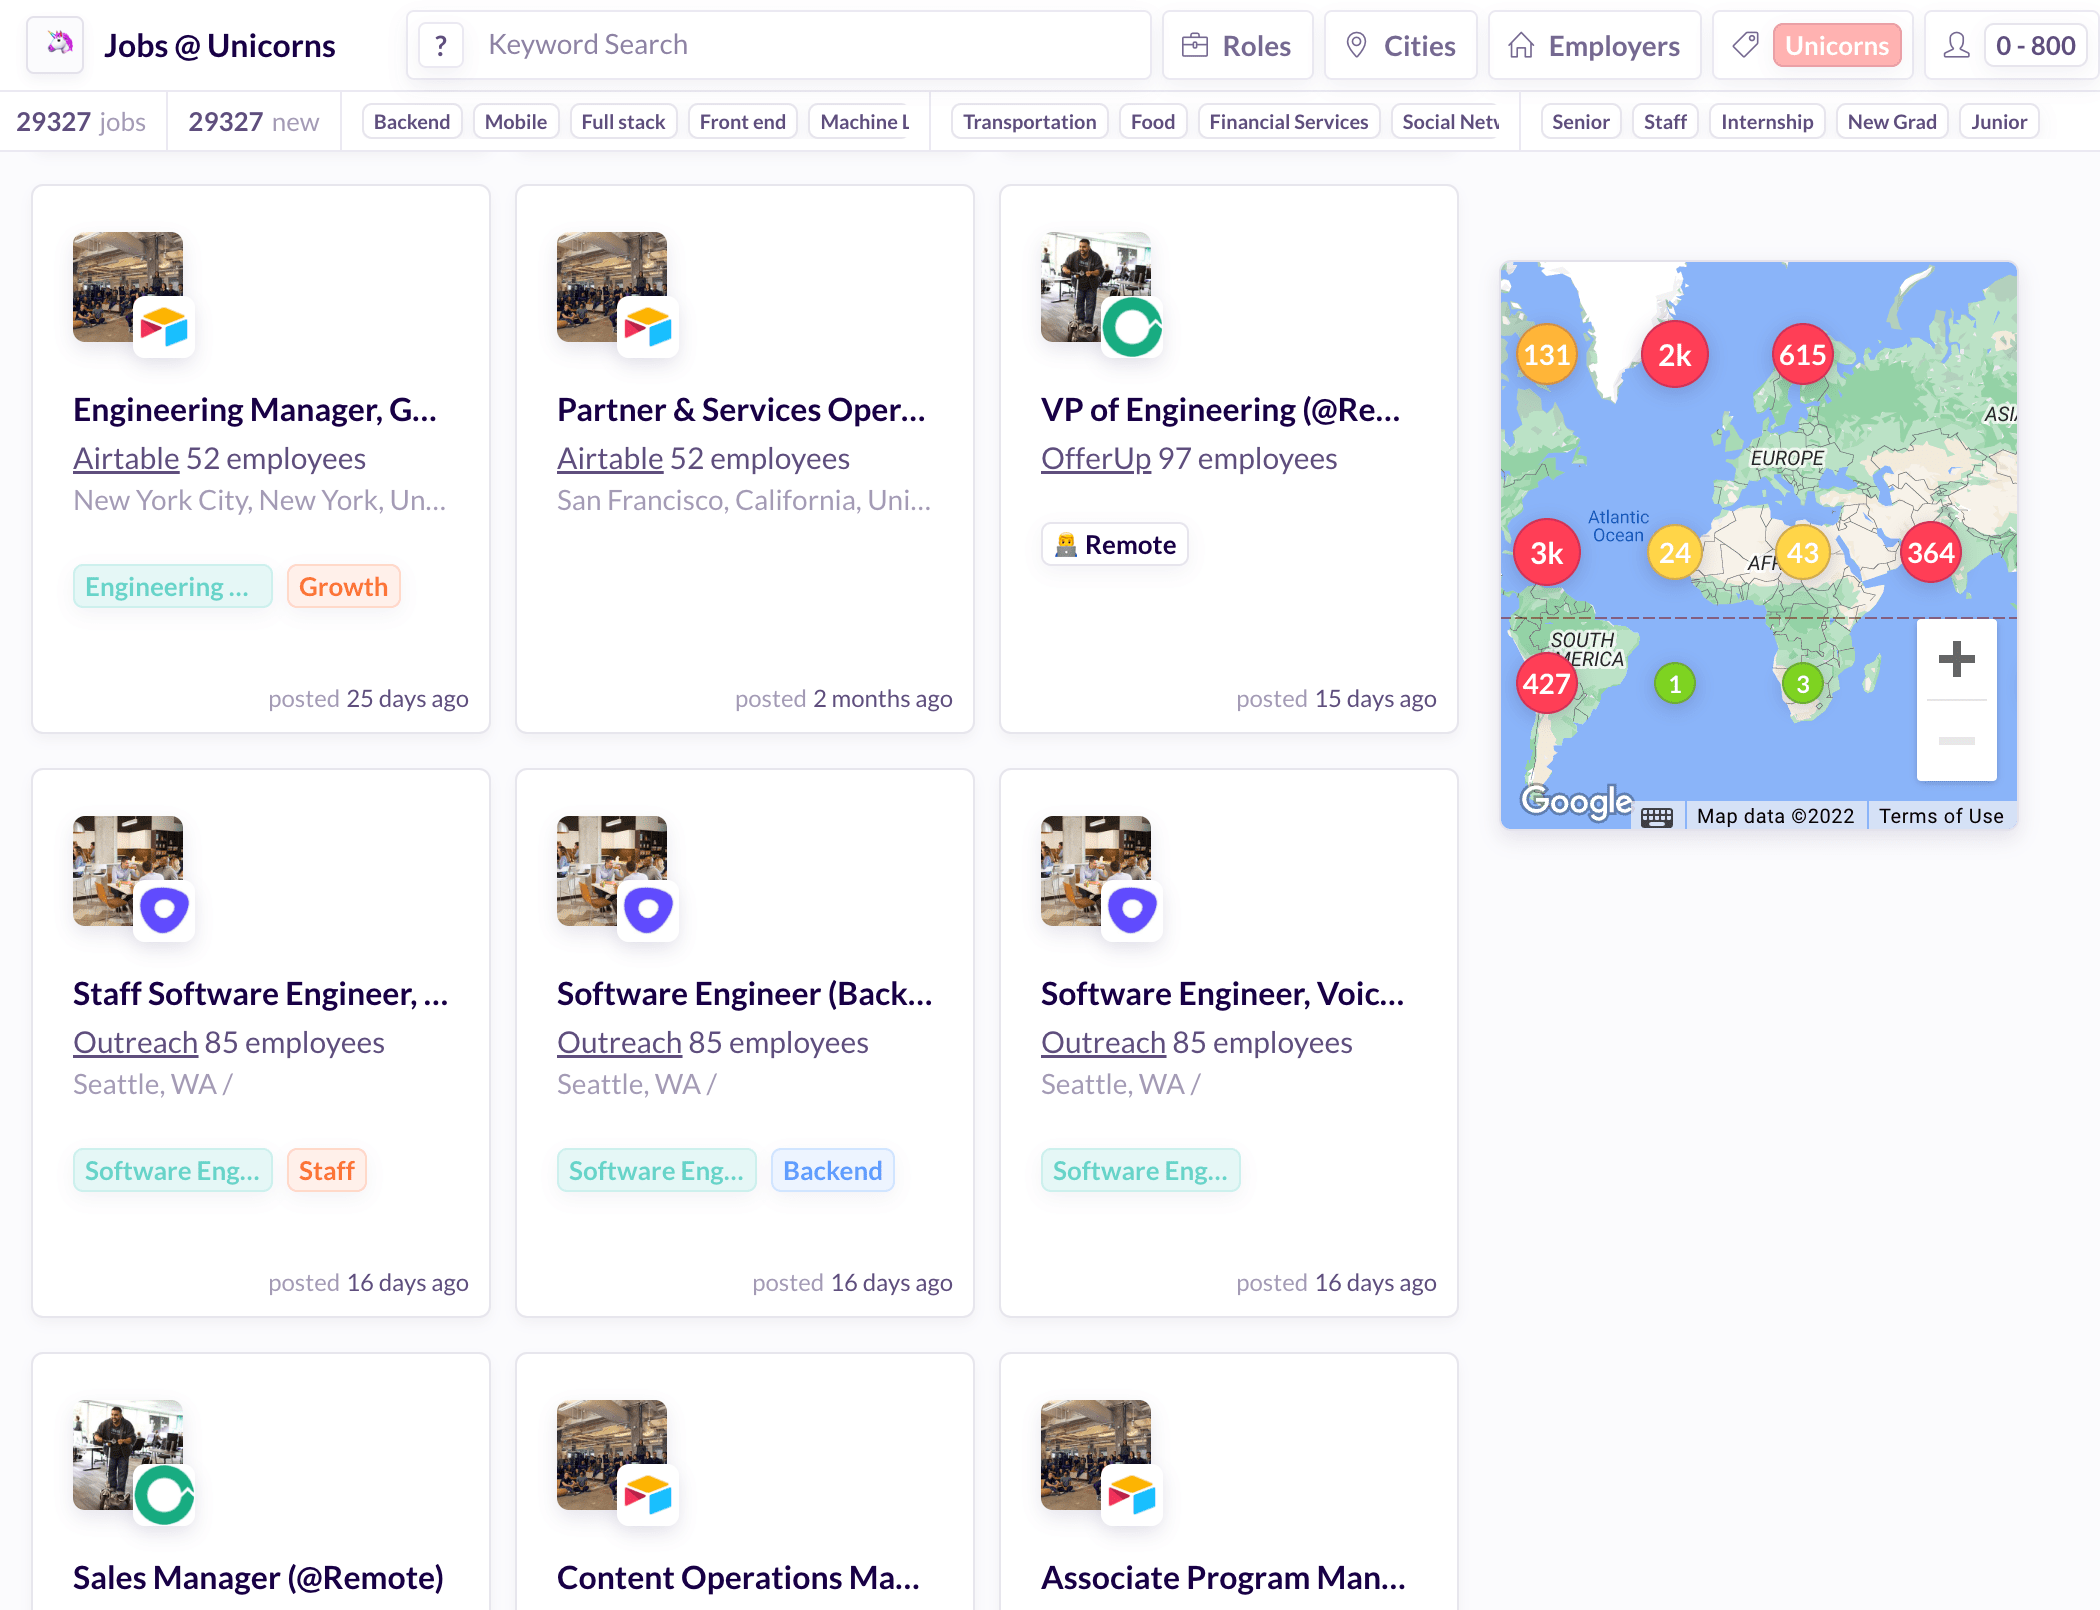 Jobs @ Unicorns
?
Keyword Search
Roles
Cities
Employers
Unicorns
0 - 800
29327 jobs
29327 new
Backend
Mobile
Full stack
Front end
Machine L
Transportation
Food
Financial Services
Social Netv
Senior
Staff
Internship
New Grad
Junior
Engineering Manager, G...
Airtable 52 employees
New York City, New York, Un...
Engineering ...
Growth
posted 25 days ago
Partner & Services Oper...
Airtable 52 employees
San Francisco, California, Uni...
posted 2 months ago
VP of Engineering (@Re...
OfferUp 97 employees
Remote
posted 15 days ago
131
2k
615
ASIA
EUROPE
Atlantic
Ocean
3k
24
AFR
43
364
SOUTH
MERICA
427
1
3
+
Google
Map data ©2022
Terms of Use
Staff Software Engineer, ...
Outreach 85 employees
Seattle, WA /
Software Eng...
Staff
posted 16 days ago
Software Engineer (Back...
Outreach 85 employees
Seattle, WA /
Software Eng...
Backend
posted 16 days ago
Software Engineer, Voic...
Outreach 85 employees
Seattle, WA /
Software Eng...
posted 16 days ago
Sales Manager (@Remote)
Content Operations Ma...
Associate Program Man...